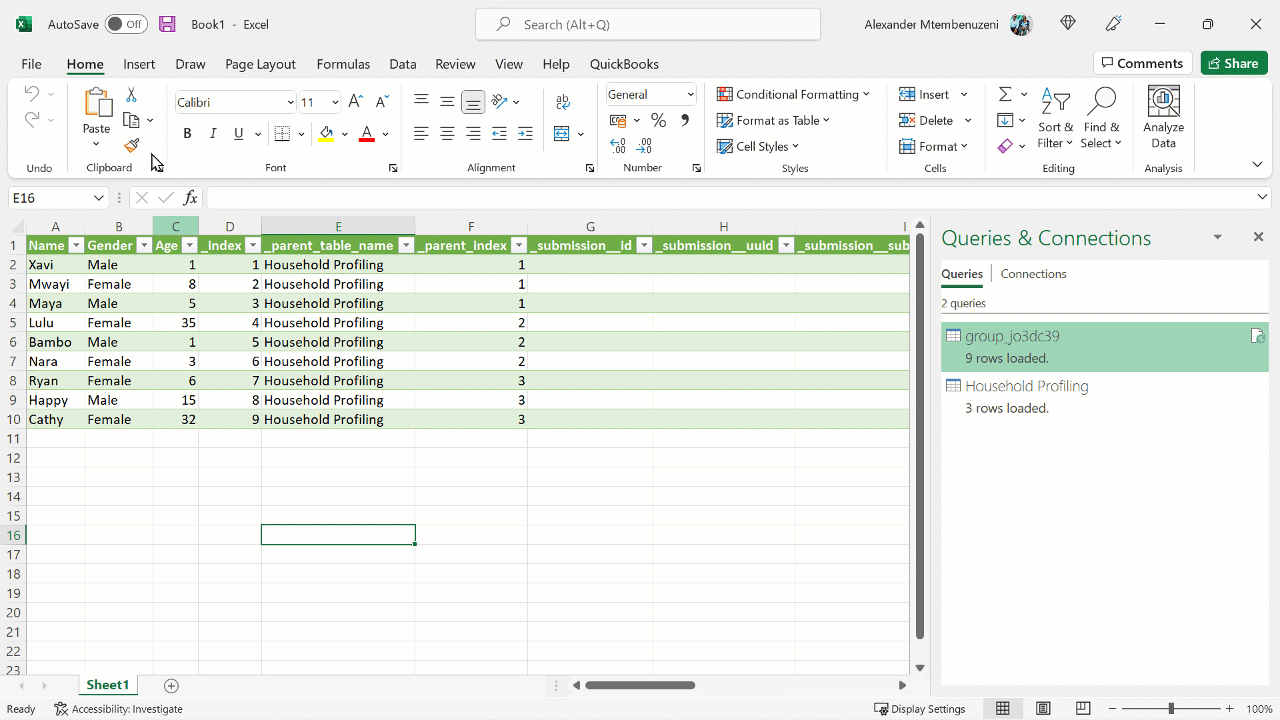 AutoSave Off Book1 - Excel Search (Alt+Q) Alexander Mtembenuzeni
File Home Insert Draw Page Layout Formulas Data Review View Help QuickBooks Comments Share
Calibri 11 General Conditional Formatting Insert
Paste B I U Format as Table Delete Sort & Filter Find & Select Analyze Data
Cell Styles Format
Undo Clipboard Font Alignment Number Styles Cells Editing Analysis
E16 fx
A B C D E F G H I
1 Name Gender Age _index _parent_table_name _parent_index _submission__id _submission__uuid _submission__sub
2 Xavi Male 1 1 Household Profiling 1
3 Mwayi Female 8 2 Household Profiling 1
4 Maya Male 5 3 Household Profiling 1
5 Lulu Female 35 4 Household Profiling 2
6 Bambo Male 1 5 Household Profiling 2
7 Nara Female 3 6 Household Profiling 2
8 Ryan Female 6 7 Household Profiling 3
9 Happy Male 15 8 Household Profiling 3
10 Cathy Female 32 9 Household Profiling 3
11
12
13
14
15
16
17
18
19
20
21
22
23
Queries & Connections
Queries Connections
2 queries
group_jo3dc39
9 rows loaded.
Household Profiling
3 rows loaded.
Sheet1
Ready Accessibility: Investigate Display Settings 100%